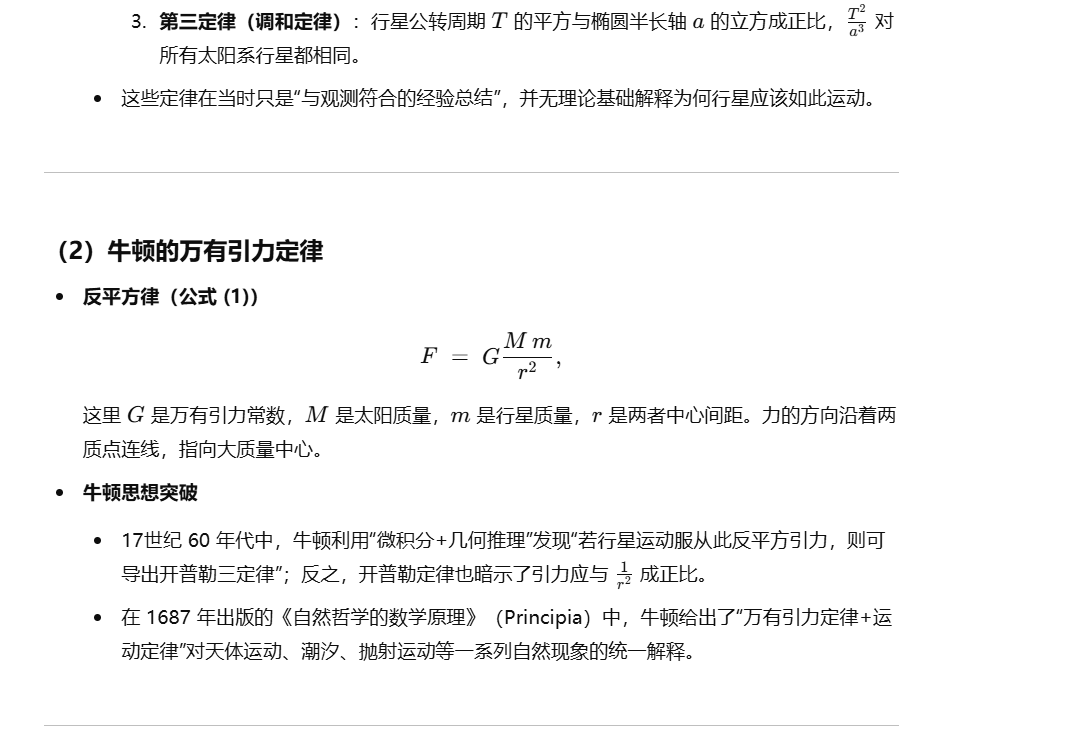 3. 第三定律（调和定律）：行星公转周期 T 的平方与椭圆半长轴 a 的立方成正比，T²/a³ 对
所有太阳系行星都相同。
• 这些定律在当时只是“与观测符合的经验总结”，并无理论基础解释为何行星应该如此运动。
（2）牛顿的万有引力定律
• 反平方律（公式 (1)）
F = G M m / r²,
这里 G 是万有引力常数，M 是太阳质量，m 是行星质量，r 是两者中心间距。力的方向沿着两
质点连线，指向大质量中心。
• 牛顿思想突破
• 17世纪 60 年代中，牛顿利用“微积分+几何推理”发现“若行星运动服从此反平方引力，则可
导出开普勒三定律”；反之，开普勒定律也暗示了引力应与 1/r² 成正比。
• 在 1687 年出版的《自然哲学的数学原理》（Principia）中，牛顿给出了“万有引力定律+运
动定律”对天体运动、潮汐、抛射运动等一系列自然现象的统一解释。